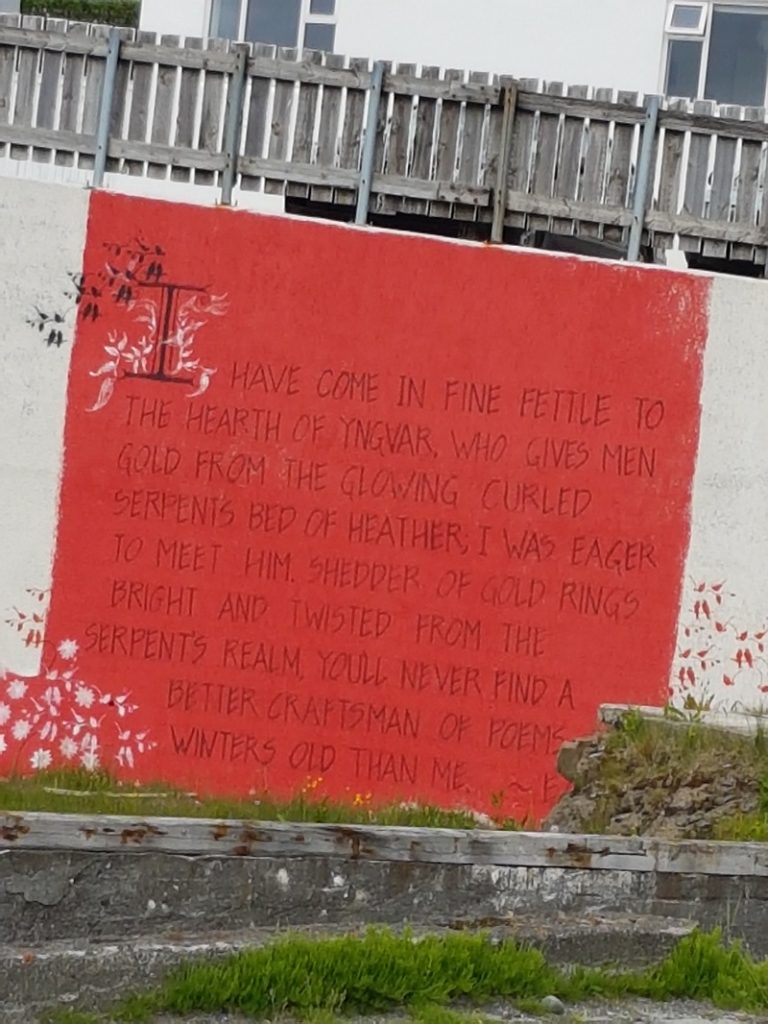 I HAVE COME IN FINE FETTLE TO
THE HEARTH OF YNGVAR, WHO GIVES MEN
GOLD FROM THE GLOWING CURLED
SERPENT'S BED OF HEATHER; I WAS EAGER
TO MEET HIM. SHEDDER OF GOLD RINGS
BRIGHT AND TWISTED FROM THE
SERPENT'S REALM, YOU'LL NEVER FIND A
BETTER CRAFTSMAN OF POEMS
WINTERS OLD THAN ME. ~ E